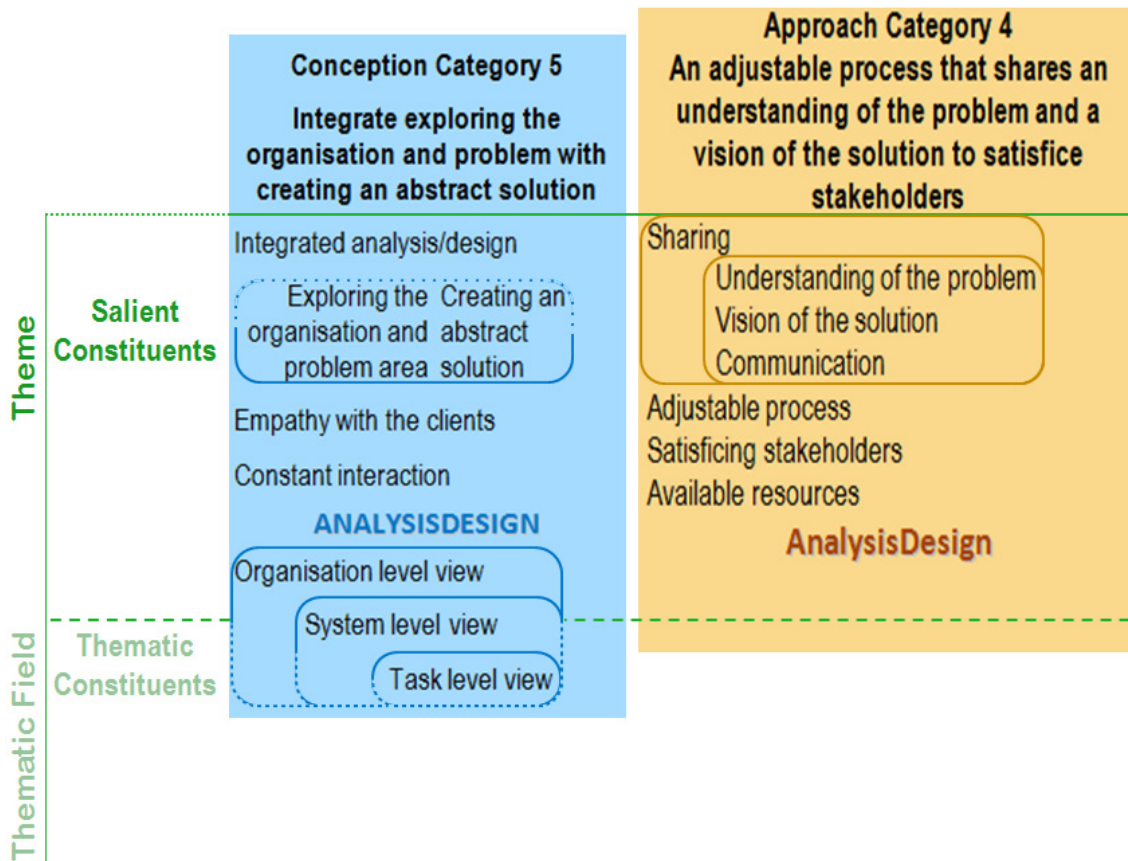 Conception Category 5
Integrate exploring the
organisation and problem with
creating an abstract solution
Approach Category 4
An adjustable process that shares an
understanding of the problem and a
vision of the solution to satisfice
stakeholders
Theme
Salient
Constituents
Integrated analysis/design
Exploring the Creating an
organisation and abstract
problem area solution
Empathy with the clients
Constant interaction
ANALYSISDESIGN
Organisation level view
Sharing
Understanding of the problem
Vision of the solution
Communication
Adjustable process
Satisficing stakeholders
Available resources
AnalysisDesign
Thematic Field
Thematic
Constituents
System level view
Task level view